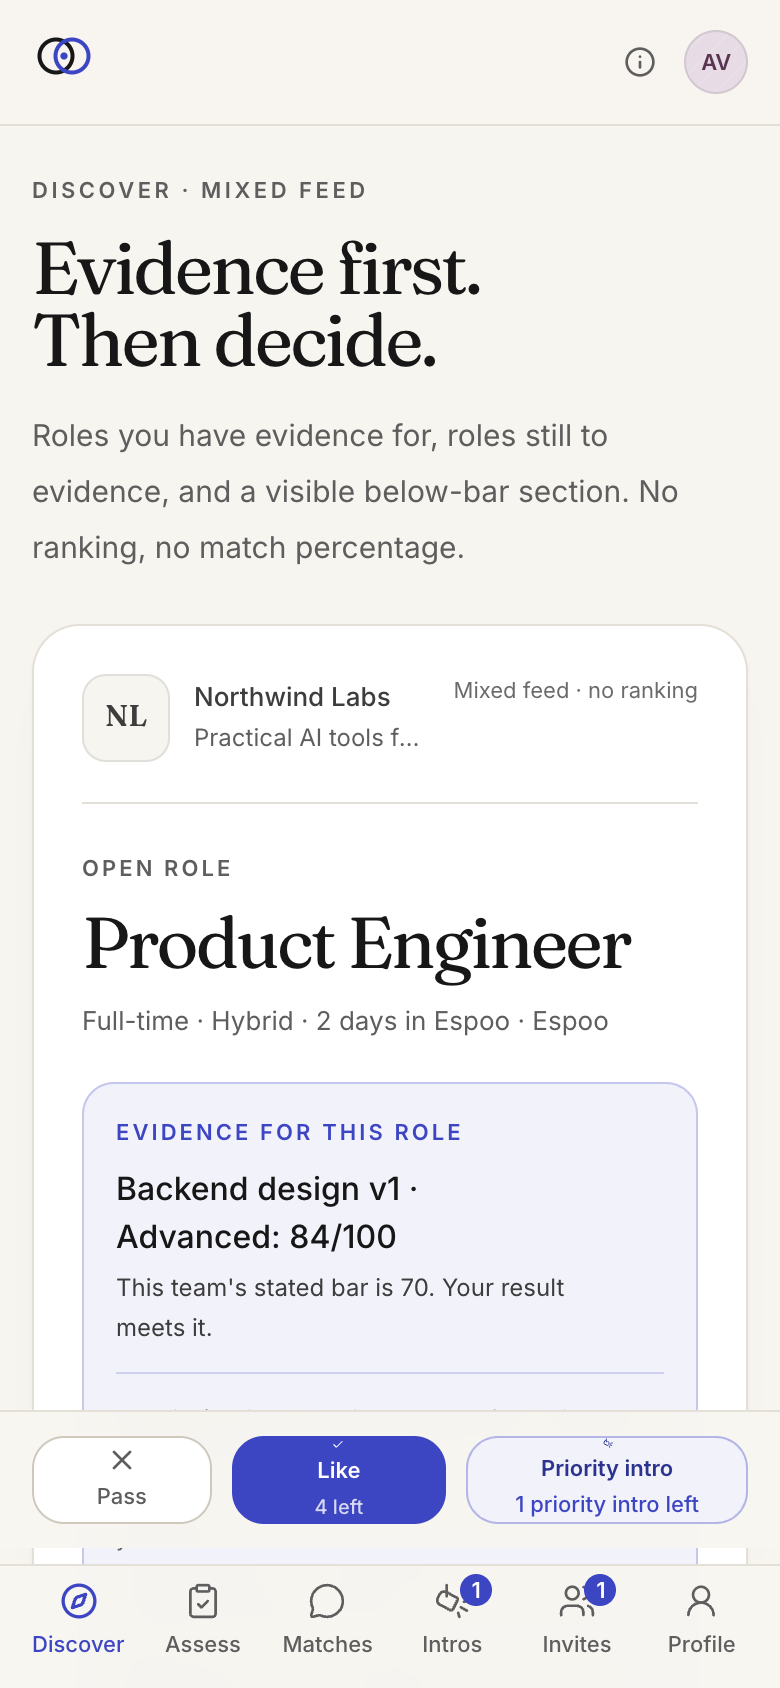 AV
DISCOVER · MIXED FEED
Evidence first.
Then decide.
Roles you have evidence for, roles still to
evidence, and a visible below-bar section. No
ranking, no match percentage.
NL
Northwind Labs
Mixed feed · no ranking
Practical AI tools f...
OPEN ROLE
Product Engineer
Full-time · Hybrid · 2 days in Espoo · Espoo
EVIDENCE FOR THIS ROLE
Backend design v1 ·
Advanced: 84/100
This team's stated bar is 70. Your result
meets it.
Pass
Like
4 left
Priority intro
1 priority intro left
1
1
Discover
Assess
Matches
Intros
Invites
Profile